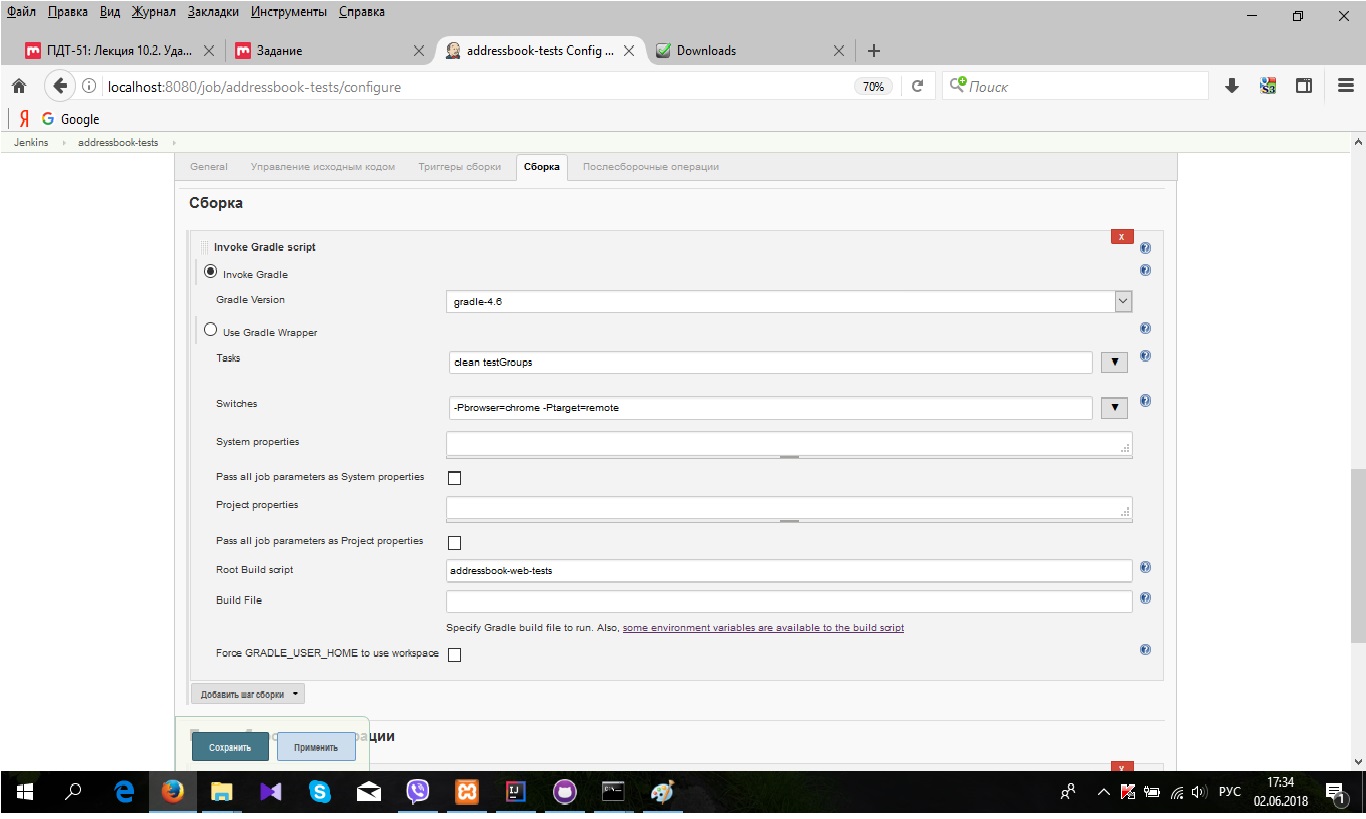 Файл Правка Вид Журнал Закладки Инструменты Справка
ПДТ-51: Лекция 10.2. Уда...
Задание
addressbook-tests Config ...
Downloads
localhost:8080/job/addressbook-tests/configure
70%
Поиск
Я Google
Jenkins addressbook-tests
General Управление исходным кодом Триггеры сборки Сборка Послесборочные операции
Сборка
Invoke Gradle script
X
Invoke Gradle
Gradle Version
gradle-4.6
Use Gradle Wrapper
Tasks
clean testGroups
Switches
-Pbrowser=chrome -Ptarget=remote
System properties
Pass all job parameters as System properties
Project properties
Pass all job parameters as Project properties
Root Build script
addressbook-web-tests
Build File
Specify Gradle build file to run. Also, some environment variables are available to the build script
Force GRADLE_USER_HOME to use workspace
Добавить шаг сборки
Сохранить
Применить
РУС
17:34
02.06.2018
1